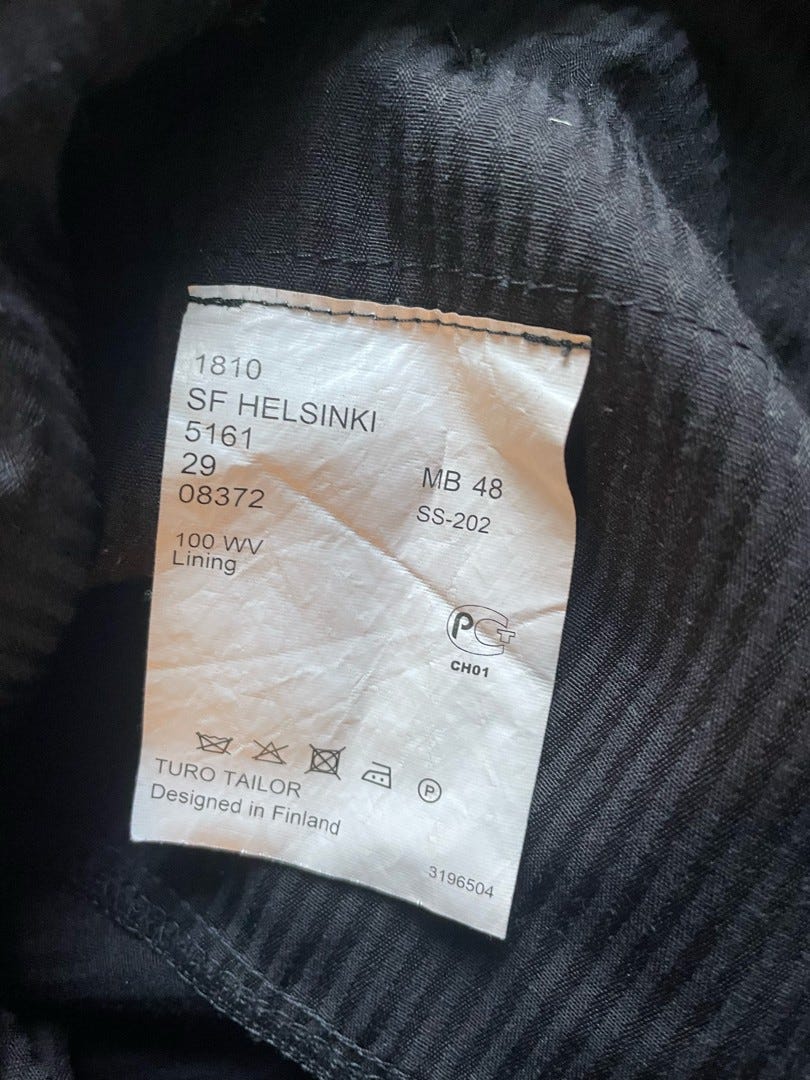 1810
SF HELSINKI
5161
29
08372
MB 48
SS-202
100 WV
Lining
PCT
CH01
P
TURO TAILOR
Designed in Finland
3196504